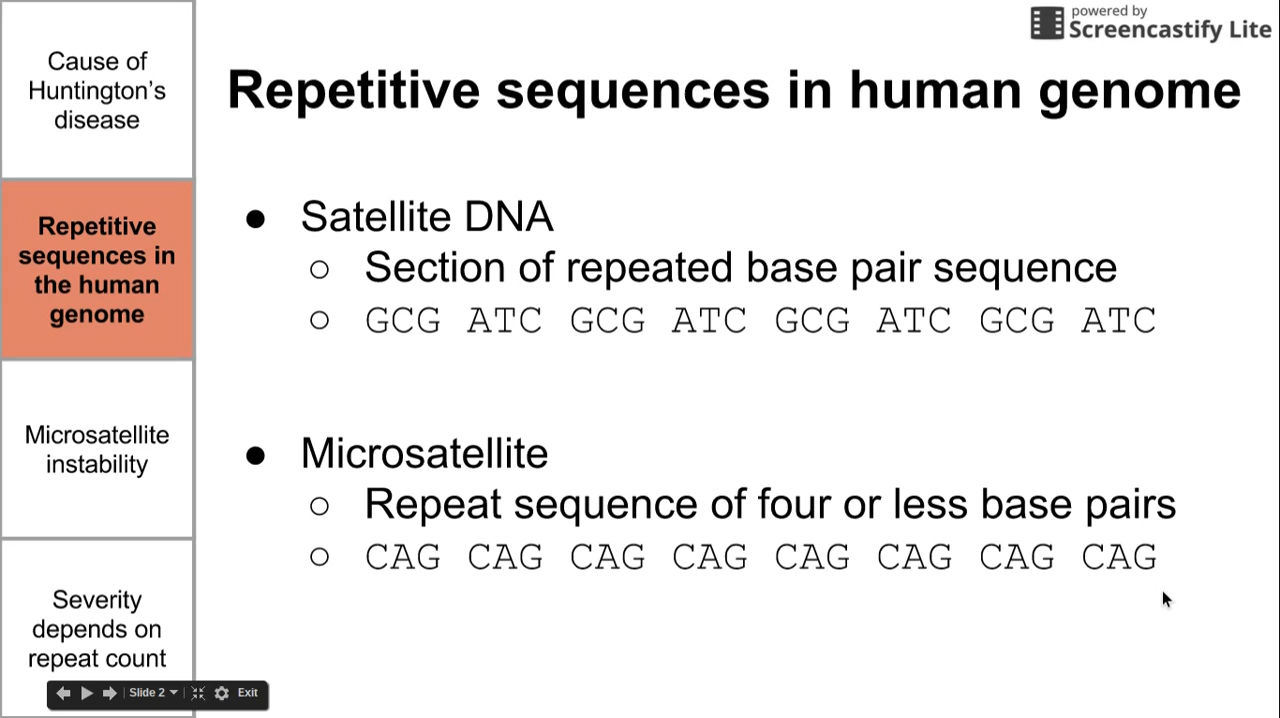 powered by
Screencastify Lite
Cause of
Huntington's
disease
Repetitive
sequences in
the human
genome
Microsatellite
instability
Severity
depends on
repeat count
Repetitive sequences in human genome
● Satellite DNA
○ Section of repeated base pair sequence
○ GCG ATC GCG ATC GCG ATC GCG ATC
● Microsatellite
○ Repeat sequence of four or less base pairs
○ CAG CAG CAG CAG CAG CAG CAG CAG
Slide 2 Exit